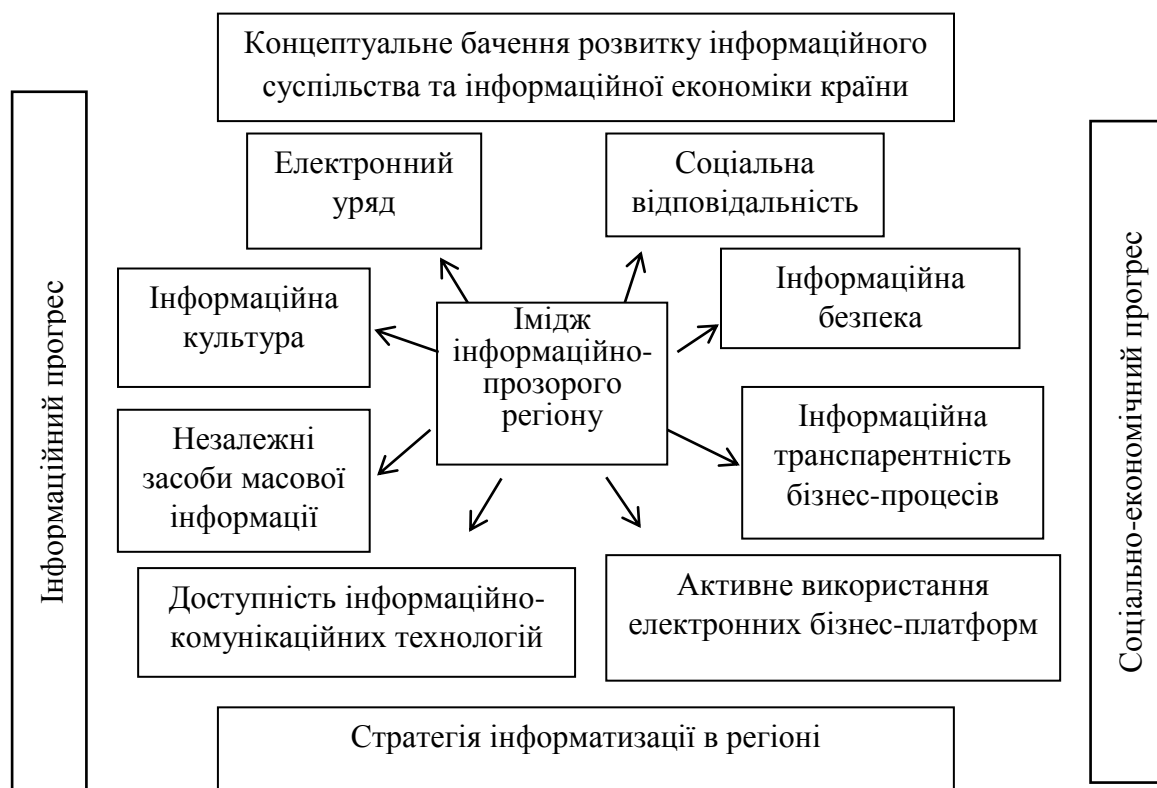 Концептуальне бачення розвитку інформаційного
суспільства та інформаційної економіки країни
Інформаційний прогрес
Електронний
уряд
Соціальна
відповідальність
Інформаційна
культура
Імідж
інформаційно-
прозорого
регіону
Інформаційна
безпека
Незалежні
засоби масової
інформації
Інформаційна
транспарентність
бізнес-процесів
Доступність інформаційно-
комунікаційних технологій
Активне використання
електронних бізнес-платформ
Соціально-економічний прогрес
Стратегія інформатизації в регіоні